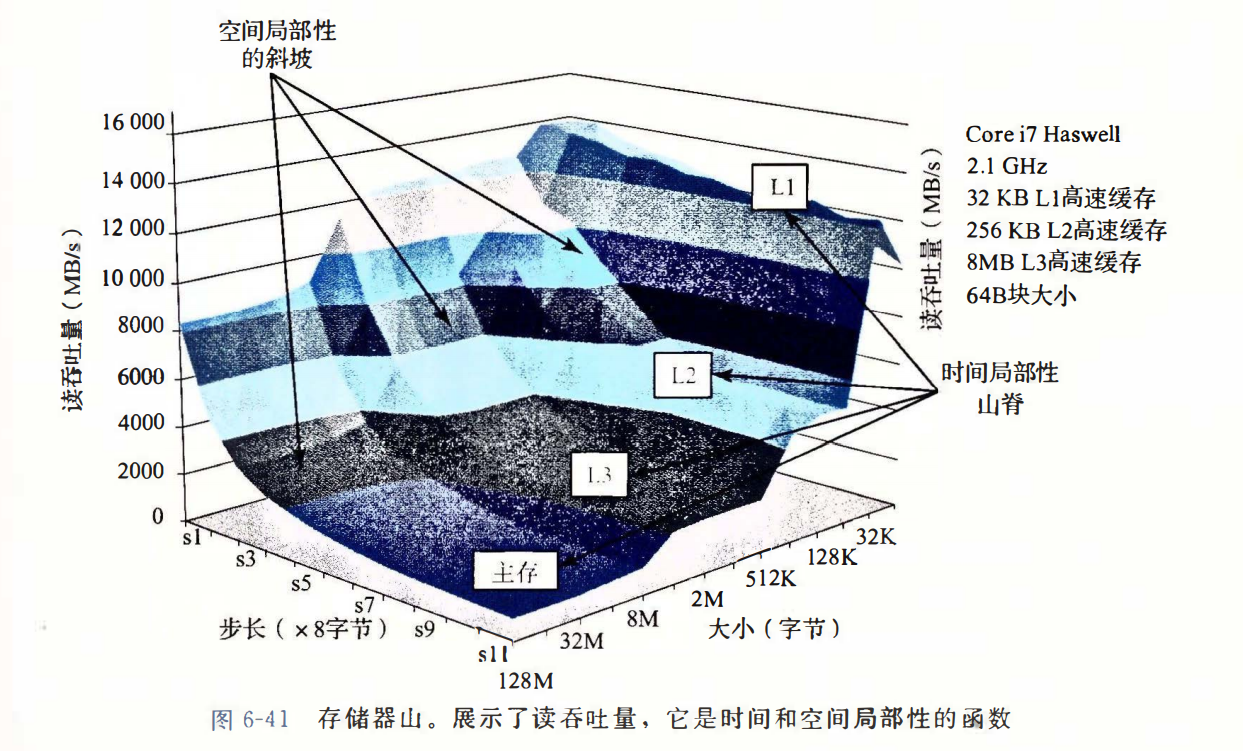 空间局部性
的斜坡
16 000
14 000
12 000
10 000
8000
6000
4000
2000
0
读吞吐量（MB/s）
s1
s3
s5
s7
s9
s11
步长（×8字节）
128M
32M
8M
2M
512K
128K
32K
大小（字节）
L1
L2
L3
主存
读吞吐量（MB/s）
Core i7 Haswell
2.1 GHz
32 KB L1高速缓存
256 KB L2高速缓存
8MB L3高速缓存
64B块大小
时间局部性
山脊
图 6-41 存储器山。展示了读吞吐量，它是时间和空间局部性的函数